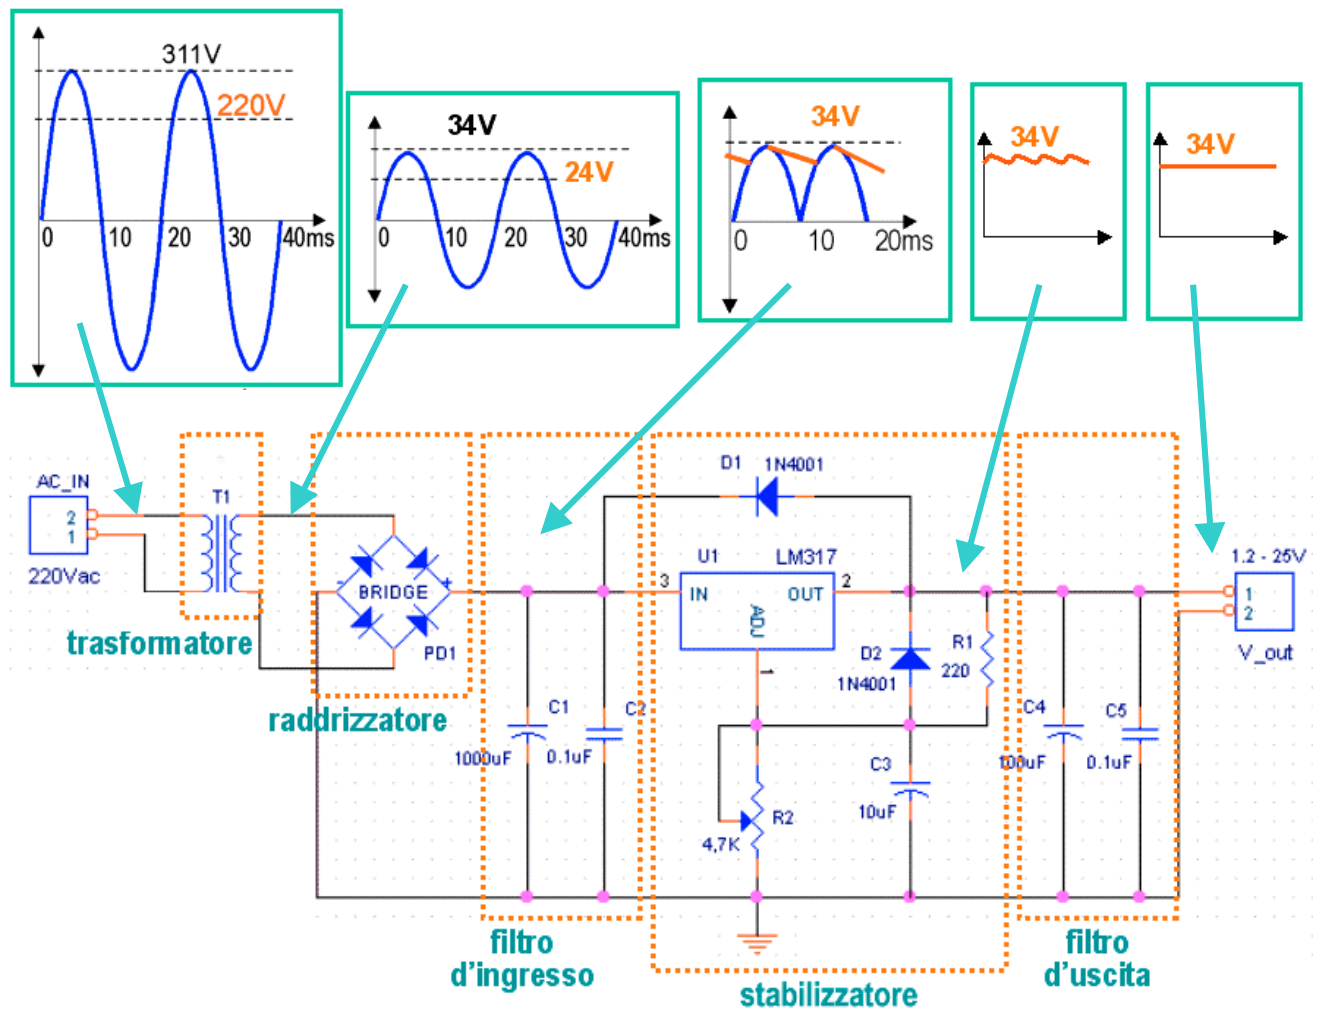 311V
220V
0 10 20 30 40ms
34V
24V
0 10 20 30 40ms
34V
0 10 20ms
34V
34V
AC_IN
2
1
220Vac
T1
trasformatore
BRIDGE
- +
PD1
raddrizzatore
C1
1000uF
C2
0.1uF
filtro
d'ingresso
D1 1N4001
U1 LM317
3 IN OUT 2
ADJ
1
D2
1N4001
R1
220
R2
4,7K
C3
10uF
stabilizzatore
C4
100uF
C5
0.1uF
filtro
d'uscita
1.2 - 25V
1
2
V_out